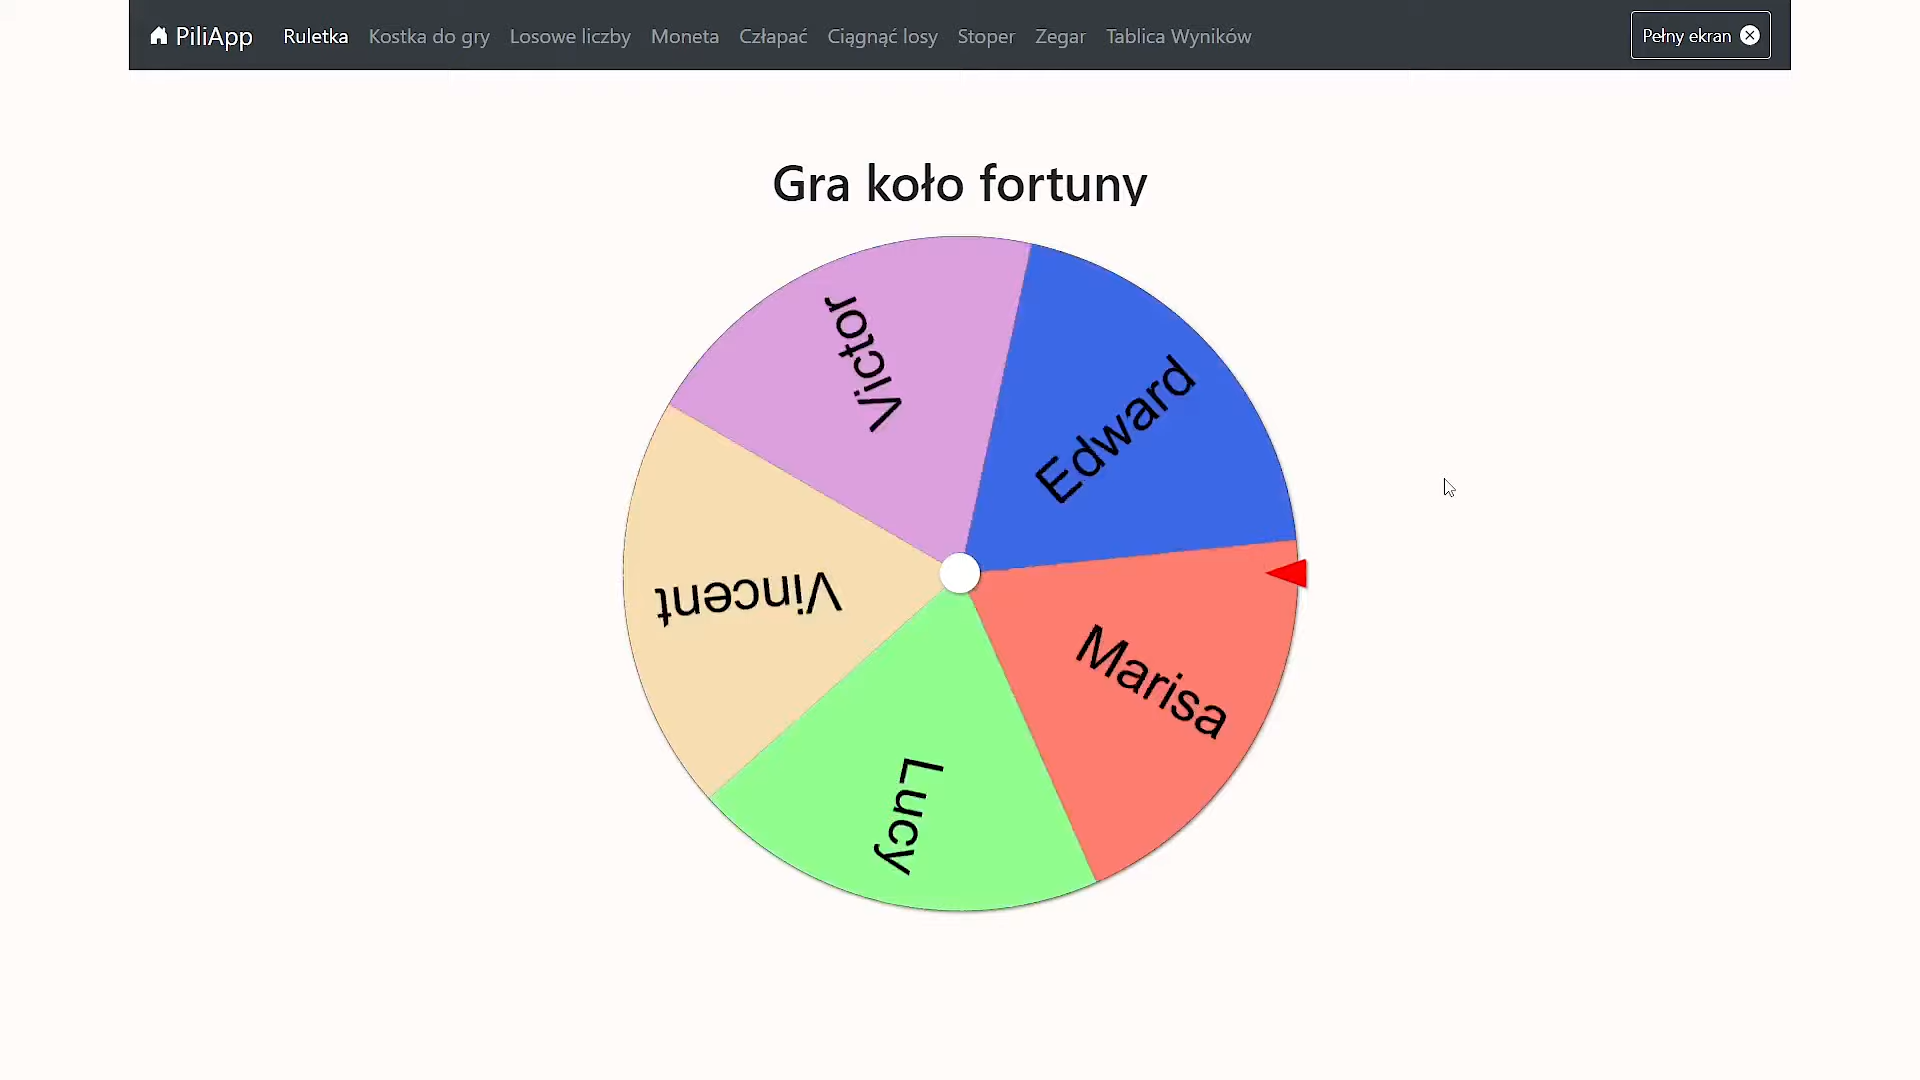 PiliApp Ruletka Kostka do gry Losowe liczby Moneta Człapać Ciągnąć losy Stoper Zegar Tablica Wyników Pełny ekran
Gra koło fortuny
Victor
Edward
Vincent
Marisa
Lucy